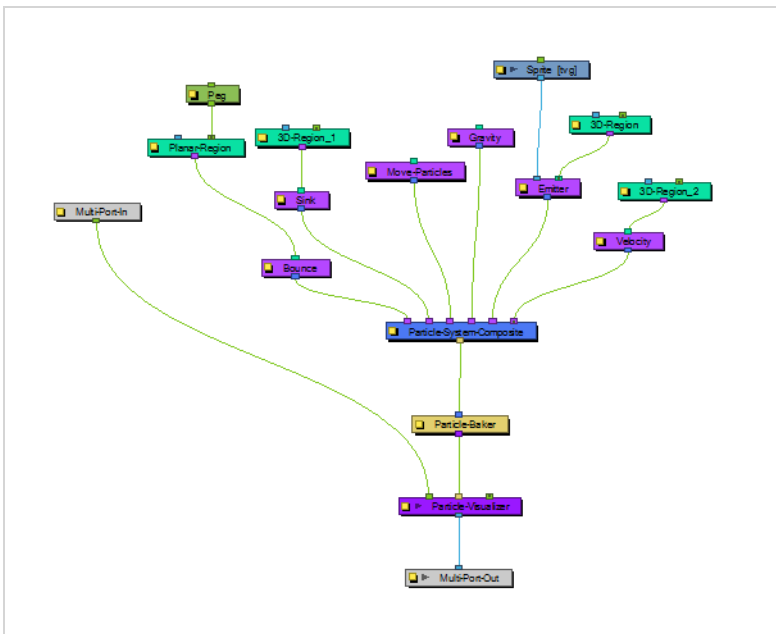 Sprite [tvg]
Peg
3D-Region
Planar-Region
3D-Region_1
Gravity
Move-Particles
Emitter
3D-Region_2
Sink
Multi-Port-In
Velocity
Bounce
Particle-System-Composite
Particle-Baker
Particle-Visualizer
Multi-Port-Out